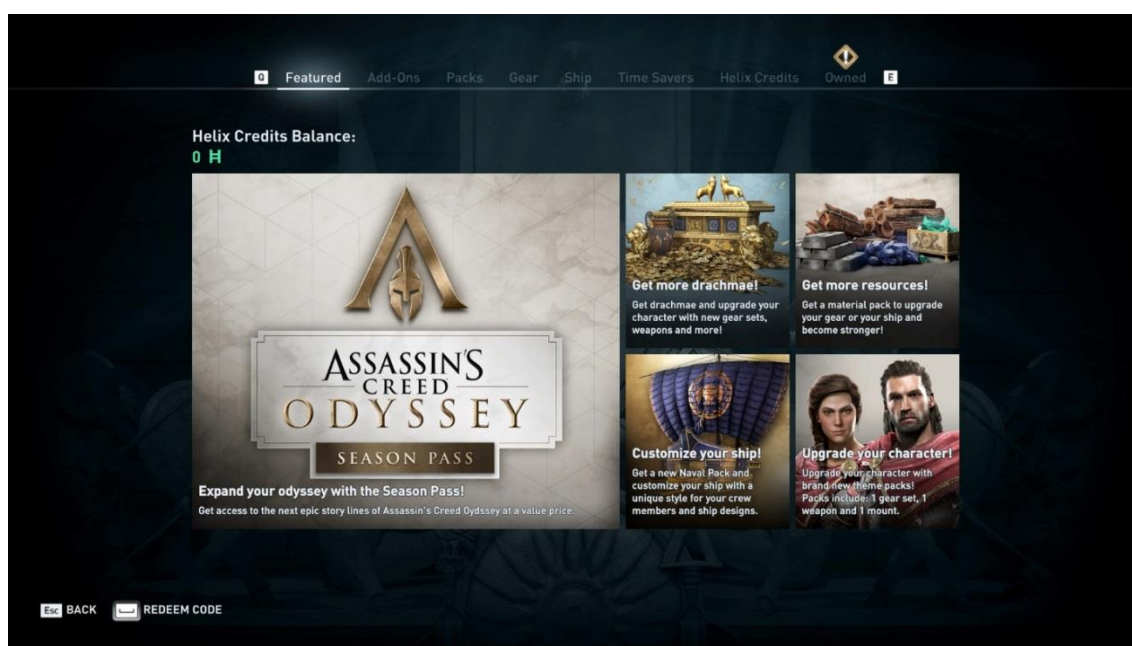 Q Featured Add-Ons Packs Gear Ship Time Savers Helix Credits Owned E
Helix Credits Balance:
0
ASSASSIN'S
CREED
ODYSSEY
SEASON PASS
Expand your odyssey with the Season Pass!
Get access to the next epic story lines of Assassin's Creed Oydssey at a value price.
Get more drachmae!
Get drachmae and upgrade your
character with new gear sets,
weapons and more!
Get more resources!
Get a material pack to upgrade
your gear or your ship and
become stronger!
Customize your ship!
Get a new Naval Pack and
customize your ship with a
unique style for your crew
members and ship designs.
Upgrade your character!
Upgrade your character with
brand new theme packs!
Packs include: 1 gear set, 1
weapon and 1 mount.
Esc BACK REDEEM CODE